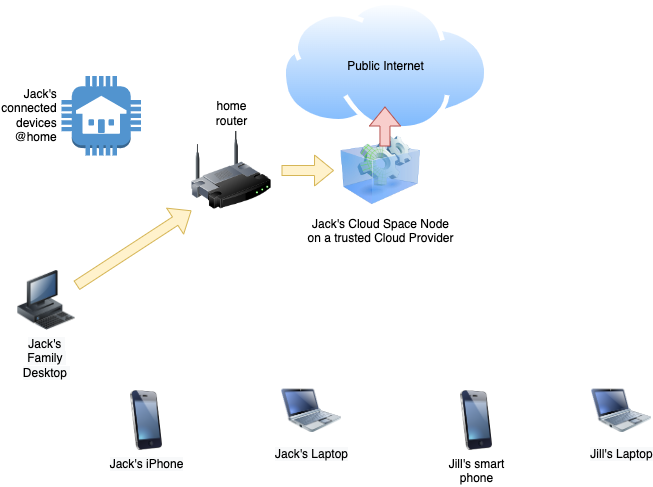 Public Internet
Jack's
connected
devices
@home
home
router
Jack's Cloud Space Node
on a trusted Cloud Provider
Jack's
Family
Desktop
Jack's iPhone
Jack's Laptop
Jill's smart
phone
Jill's Laptop